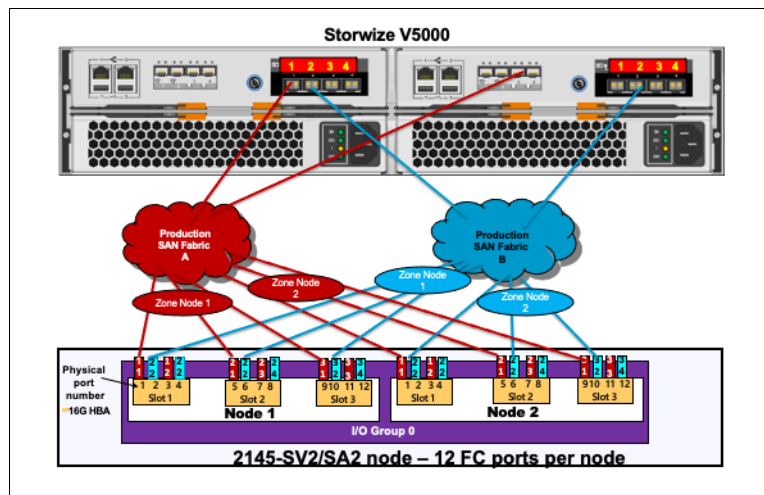 Storwize V5000
1 2 3 4
1 2 3 4
Production
SAN Fabric
A
Production
SAN Fabric
B
Zone Node 1
Zone Node
2
Zone Node
1
Zone Node
2
Physical
port
number
16G HBA
1 2 3 4
Slot 1
5 6 7 8
Slot 2
9 10 11 12
Slot 3
1 2 3 4
Slot 1
5 6 7 8
Slot 2
9 10 11 12
Slot 3
Node 1
Node 2
I/O Group 0
2145-SV2/SA2 node – 12 FC ports per node